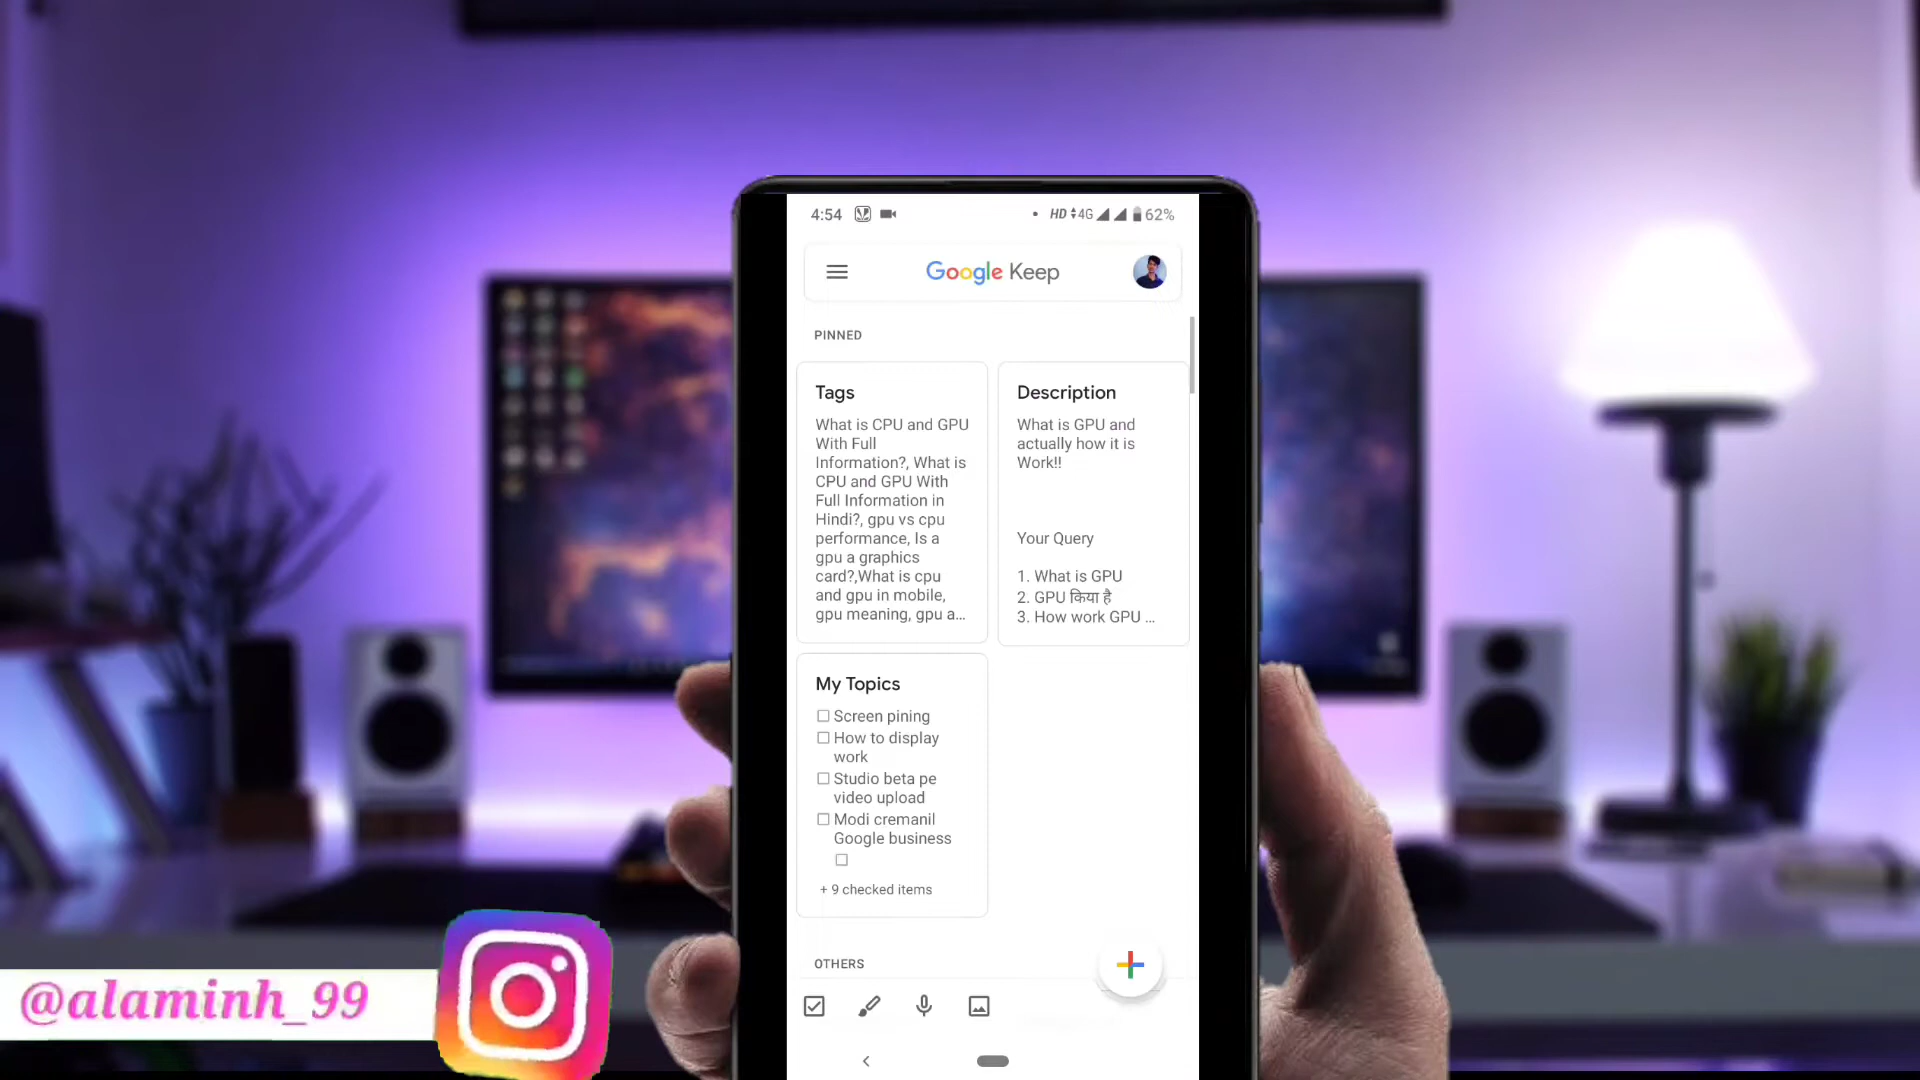 4:54 HD 4G 62%
Google Keep
PINNED
Tags
What is CPU and GPU
With Full
Information?, What is
CPU and GPU With
Full Information in
Hindi?, gpu vs cpu
performance, Is a
gpu a graphics
card?,What is cpu
and gpu in mobile,
gpu meaning, gpu a...
Description
What is GPU and
actually how it is
Work!!
Your Query
1. What is GPU
2. GPU किया है
3. How work GPU ...
My Topics
Screen pining
How to display
work
Studio beta pe
video upload
Modi cremanil
Google business
+ 9 checked items
OTHERS
@alaminh_99